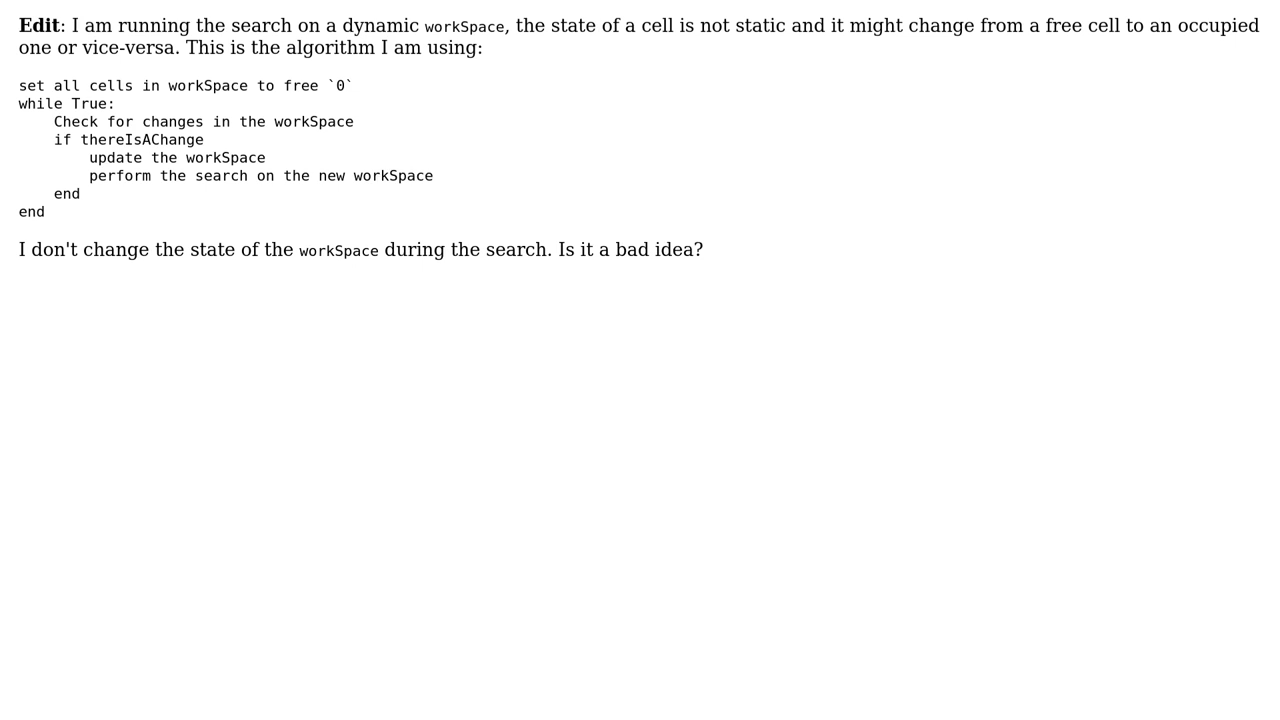 Edit: I am running the search on a dynamic workSpace, the state of a cell is not static and it might change from a free cell to an occupied
one or vice-versa. This is the algorithm I am using:
set all cells in workSpace to free `0`
while True:
    Check for changes in the workSpace
    if thereIsAChange
        update the workSpace
        perform the search on the new workSpace
    end
end
I don't change the state of the workSpace during the search. Is it a bad idea?